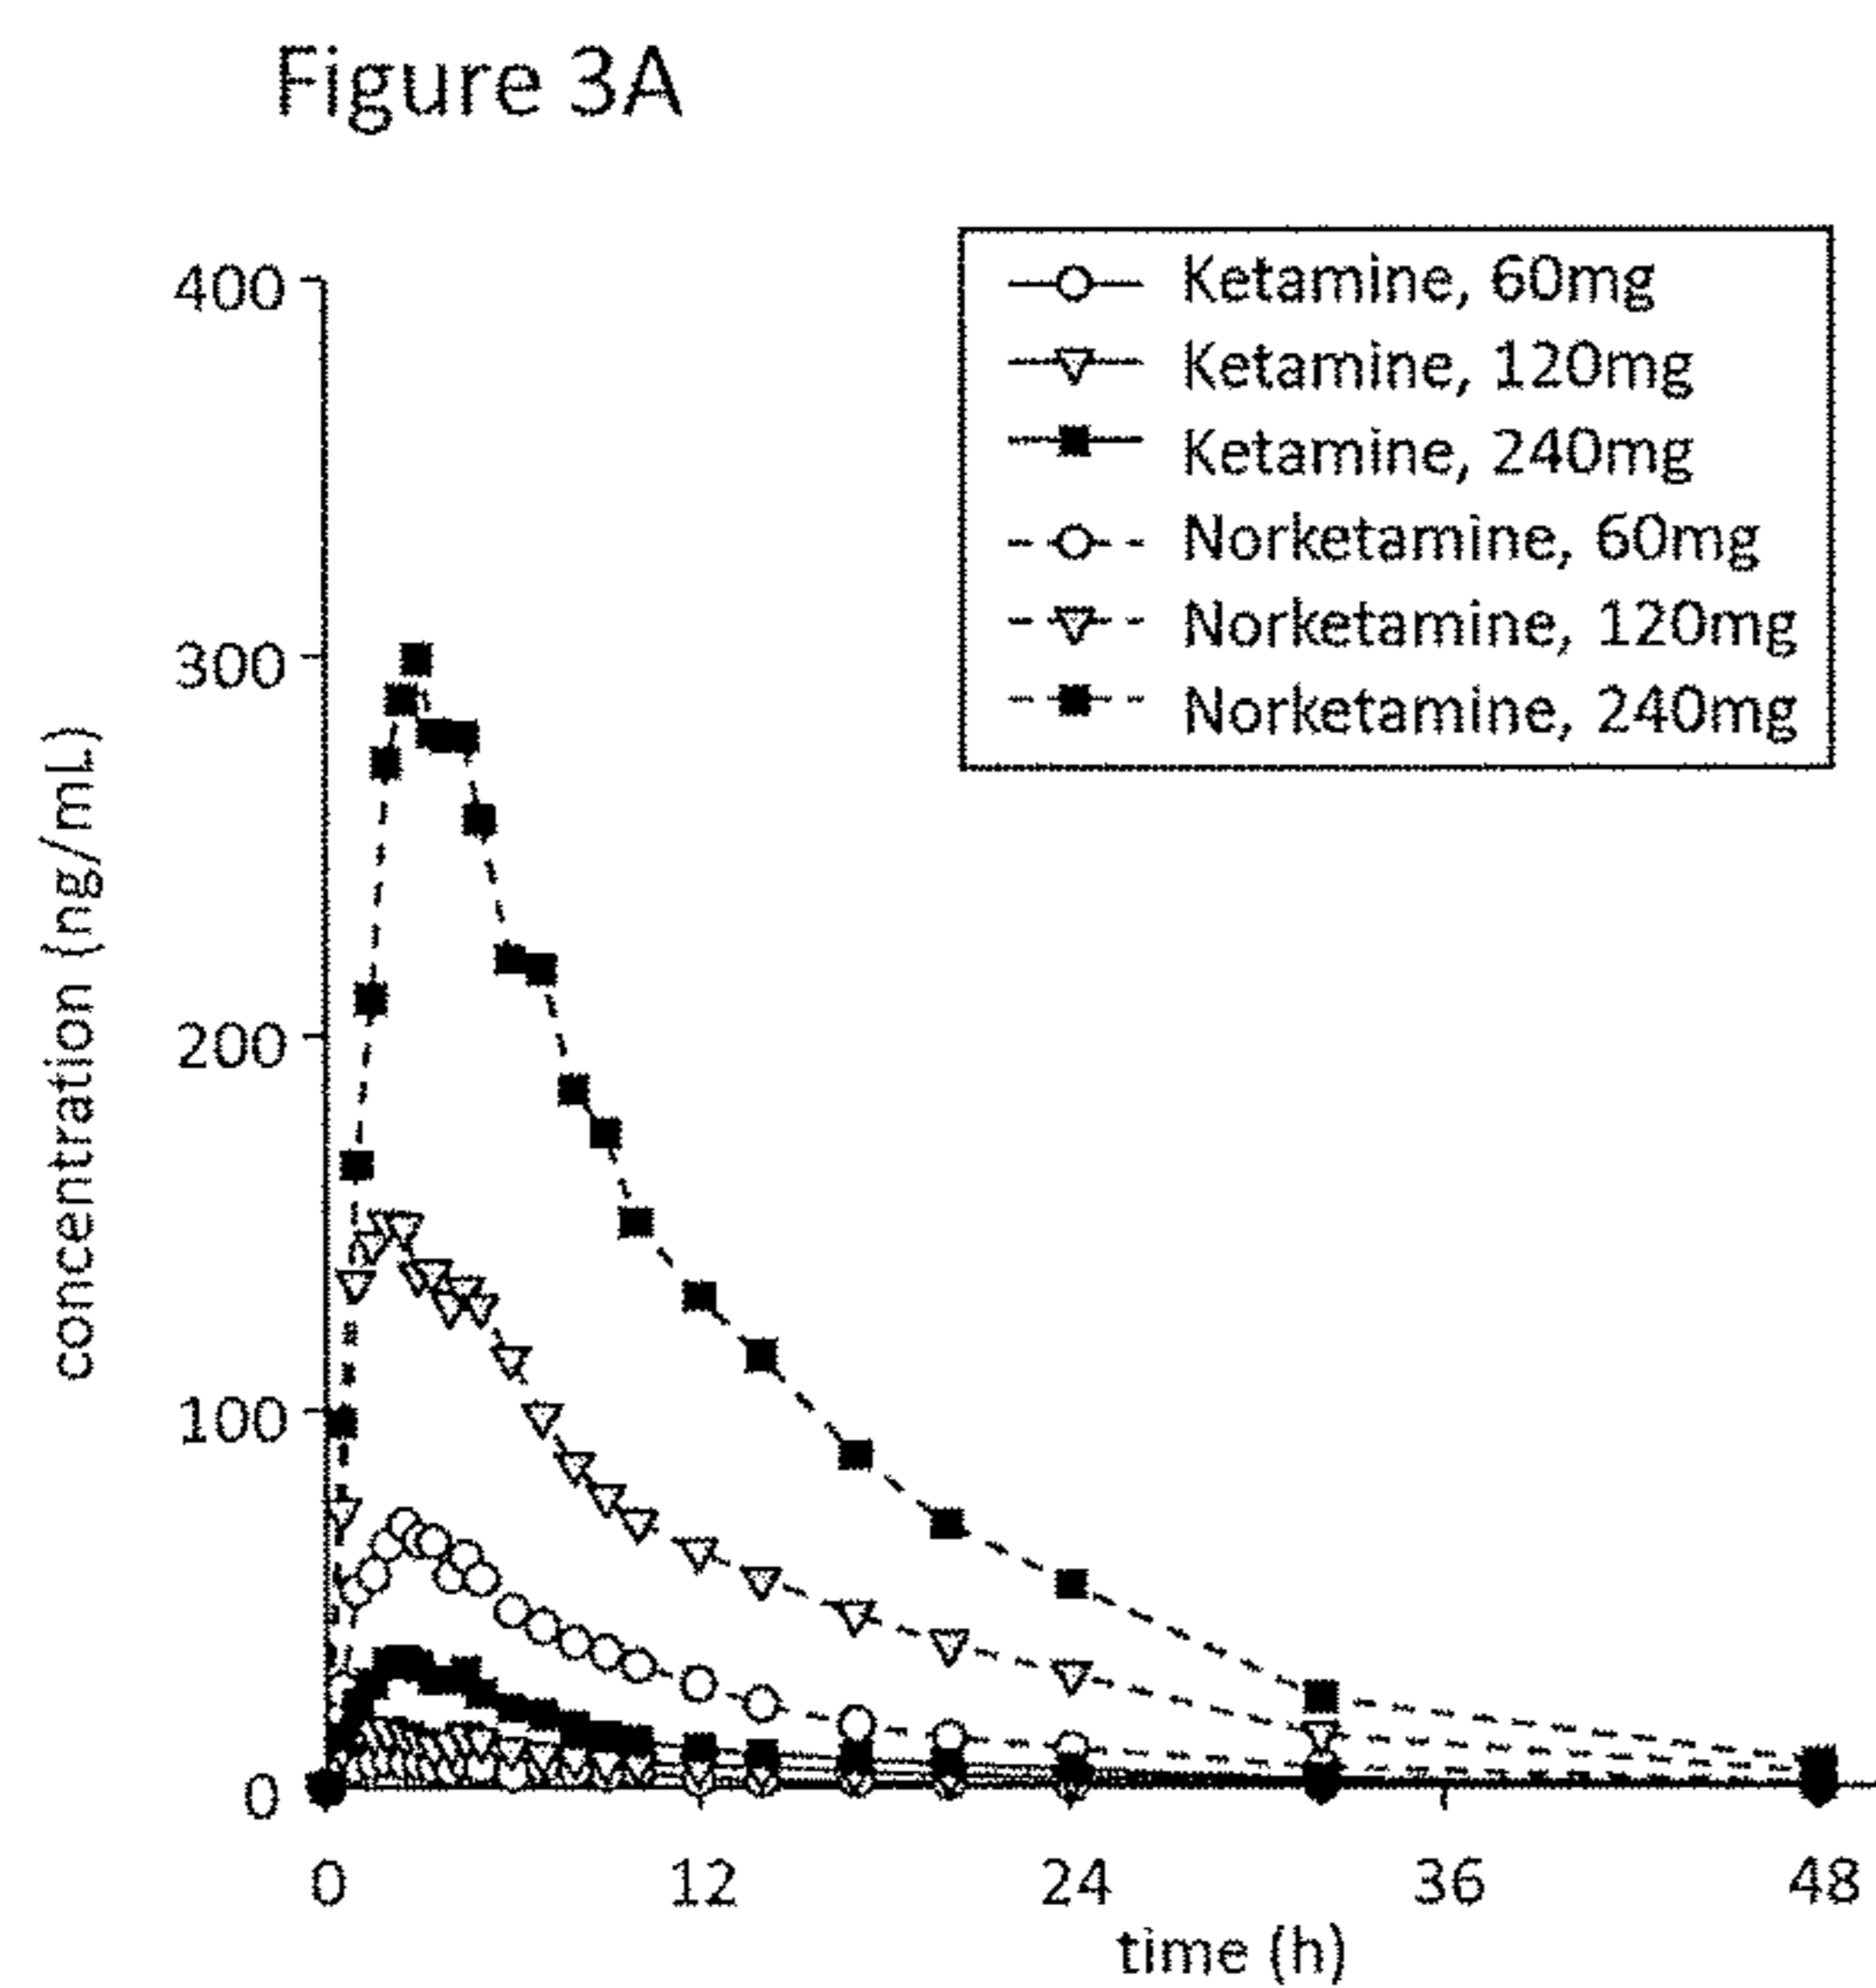 Figure 3A
400
300
200
100
0
concentration (ng/mL)
Ketamine, 60mg
Ketamine, 120mg
Ketamine, 240mg
Norketamine, 60mg
Norketamine, 120mg
Norketamine, 240mg
0 12 24 36 48
time (h)